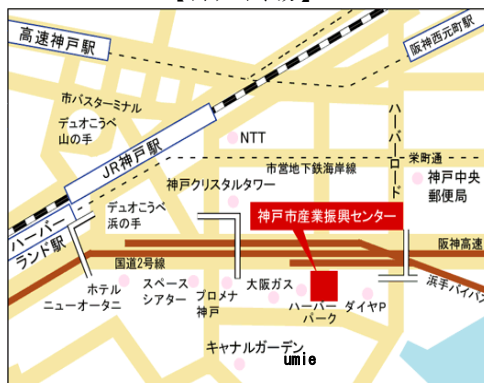 高速神戸駅
阪神西元町駅
市バスターミナル
デュオこうべ
山の手
JR神戸駅
NTT
ハーバーロード
栄町通
市営地下鉄海岸線
神戸中央
郵便局
神戸クリスタルタワー
ハーバー
ランド駅
デュオこうべ
浜の手
神戸市産業振興センター
阪神高速
国道2号線
浜手バイパス
ホテル
ニューオータニ
スペース
シアター
プロメナ
神戸
大阪ガス
ハーバー
パーク
ダイヤP
キャナルガーデン
umie